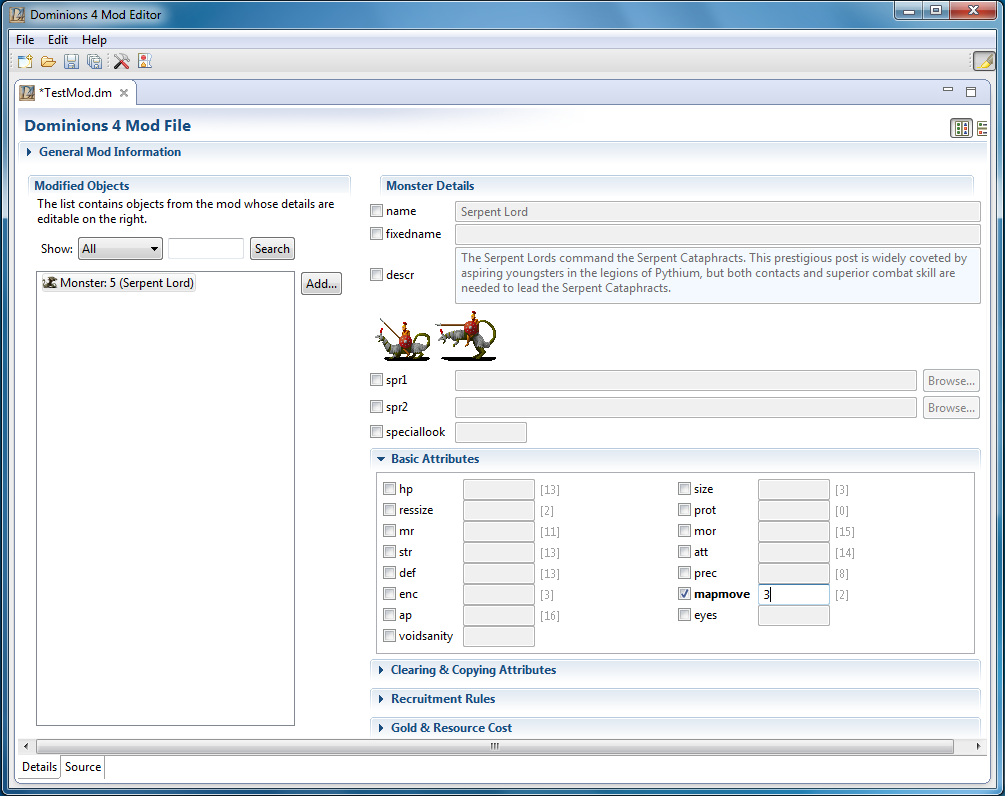 Dominions 4 Mod Editor
File Edit Help
*TestMod.dm
Dominions 4 Mod File
General Mod Information
Modified Objects
The list contains objects from the mod whose details are
editable on the right.
Show: All Search
Monster: 5 (Serpent Lord)
Add...
Monster Details
name Serpent Lord
fixedname
descr
The Serpent Lords command the Serpent Cataphracts. This prestigious post is widely coveted by
aspiring youngsters in the legions of Pythium, but both contacts and superior combat skill are
needed to lead the Serpent Cataphracts.
spr1 Browse...
spr2 Browse...
speciallook
Basic Attributes
hp [13] size [3]
ressize [2] prot [0]
mr [11] mor [15]
str [13] att [14]
def [13] prec [8]
enc [3] mapmove 3 [2]
ap [16] eyes
voidsanity
Clearing & Copying Attributes
Recruitment Rules
Gold & Resource Cost
Details Source